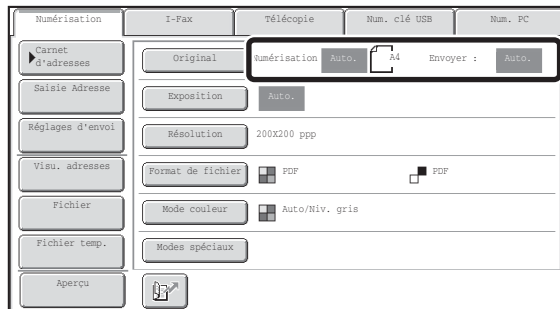 Numérisation
I-Fax
Télécopie
Num. clé USB
Num. PC
Carnet
d'adresses
Original
Numérisation
Auto.
A4
Envoyer :
Auto.
Saisie Adresse
Exposition
Auto.
Réglages d'envoi
Résolution
200X200 ppp
Visu. adresses
Format de fichier
PDF
PDF
Fichier
Mode couleur
Auto/Niv. gris
Fichier temp.
Modes spéciaux
Aperçu